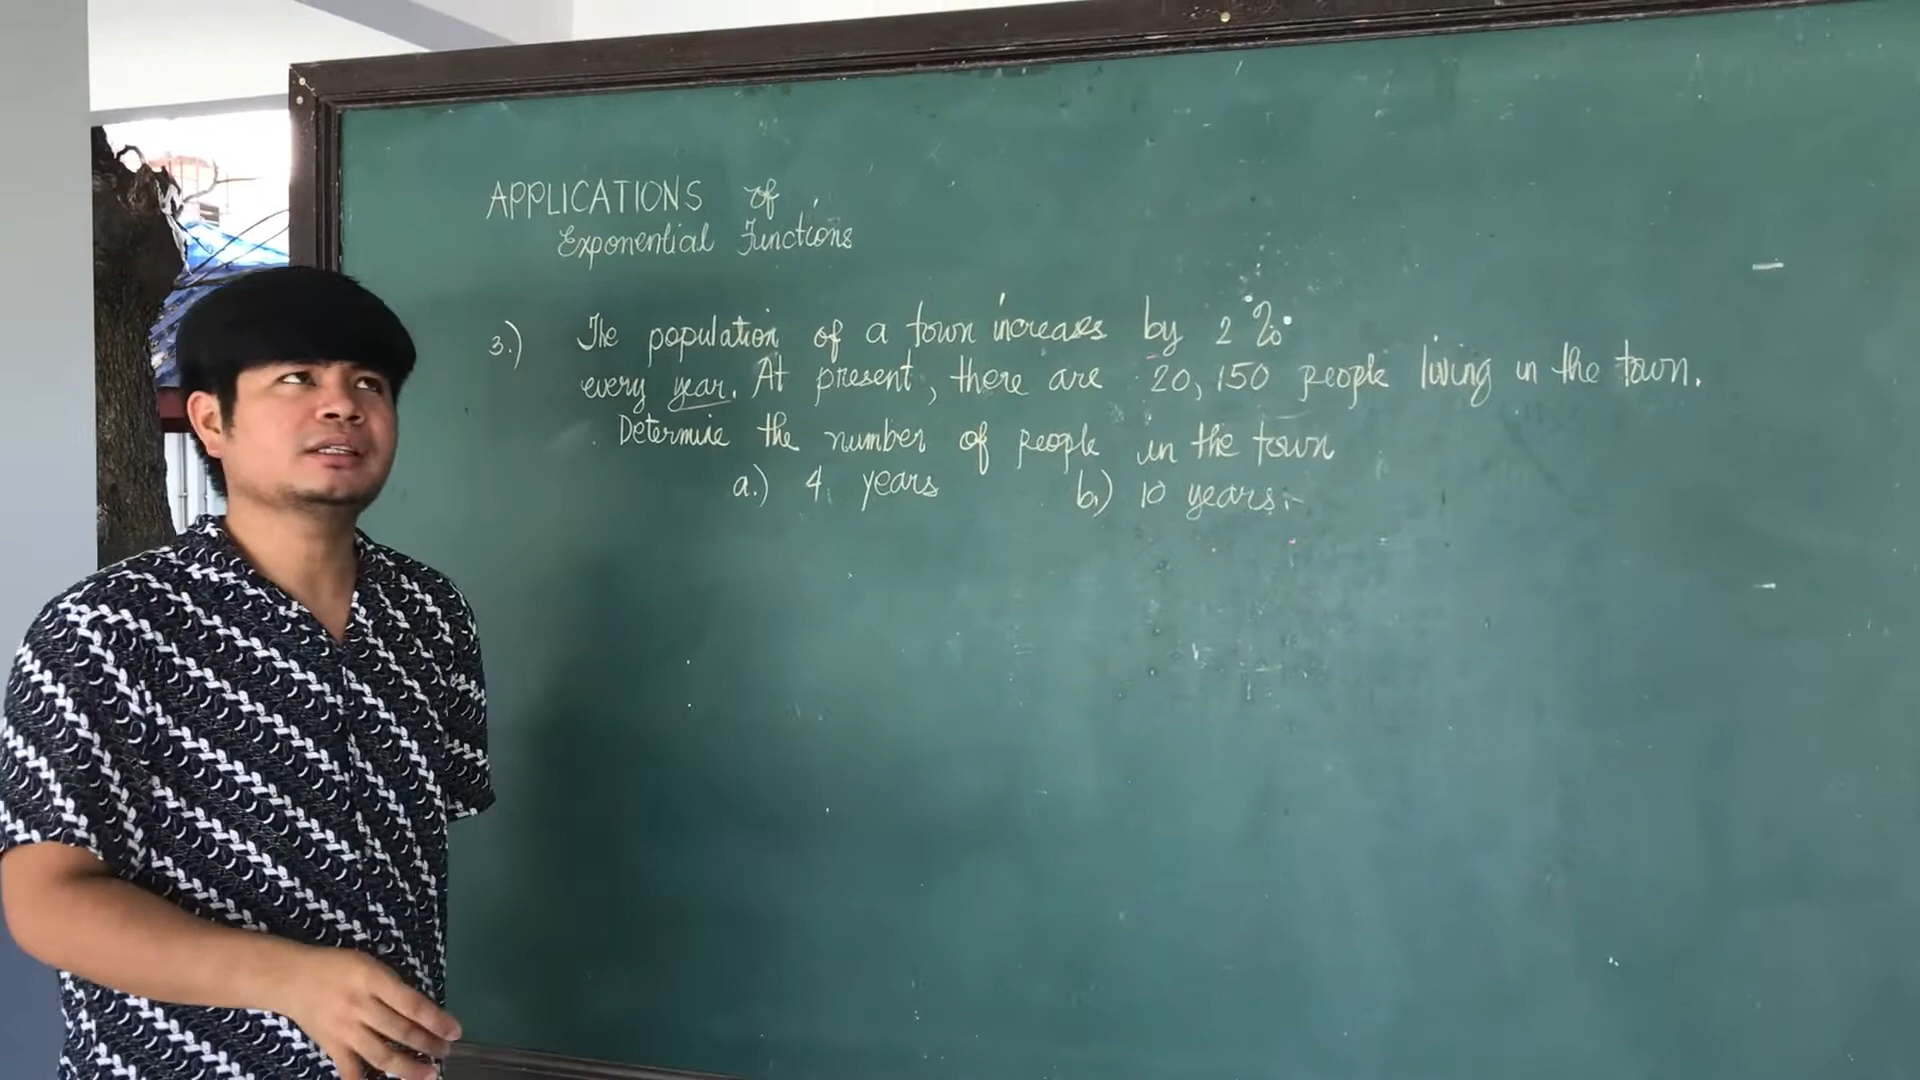 APPLICATIONS of
Exponential Functions
3.) The population of a town increases by 2%
every year. At present, there are 20,150 people living in the town.
Determine the number of people in the town
a.) 4 years b.) 10 years.